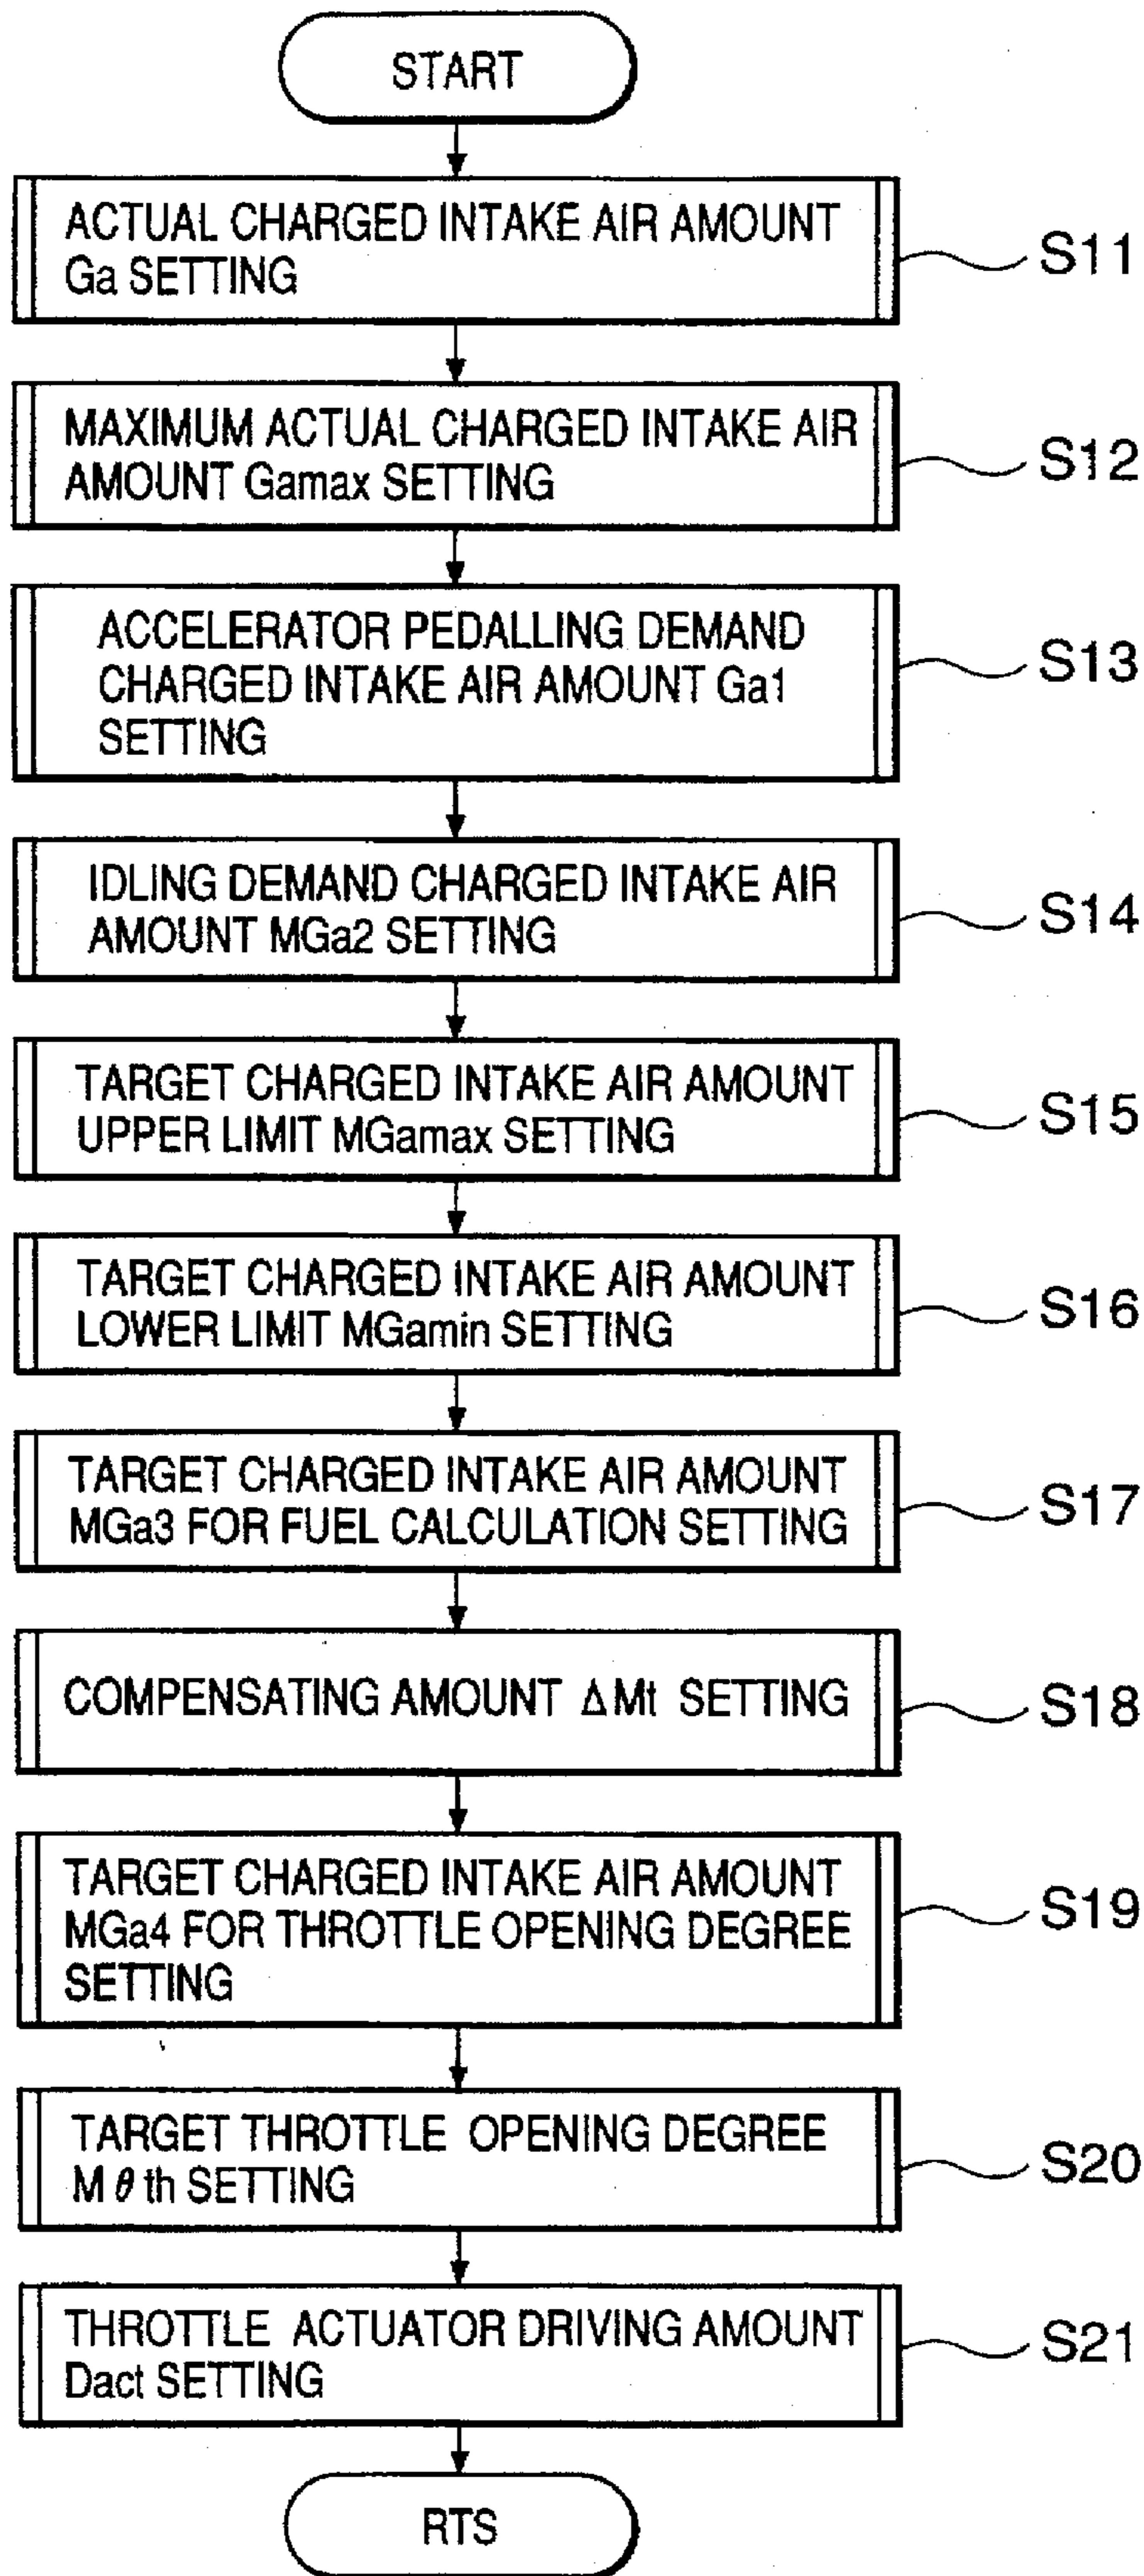 START
ACTUAL CHARGED INTAKE AIR AMOUNT
Ga SETTING
S11
MAXIMUM ACTUAL CHARGED INTAKE AIR
AMOUNT Gamax SETTING
S12
ACCELERATOR PEDALLING DEMAND
CHARGED INTAKE AIR AMOUNT Ga1
SETTING
S13
IDLING DEMAND CHARGED INTAKE AIR
AMOUNT MGa2 SETTING
S14
TARGET CHARGED INTAKE AIR AMOUNT
UPPER LIMIT MGamax SETTING
S15
TARGET CHARGED INTAKE AIR AMOUNT
LOWER LIMIT MGamin SETTING
S16
TARGET CHARGED INTAKE AIR AMOUNT
MGa3 FOR FUEL CALCULATION SETTING
S17
COMPENSATING AMOUNT ΔMt SETTING
S18
TARGET CHARGED INTAKE AIR AMOUNT
MGa4 FOR THROTTLE OPENING DEGREE
SETTING
S19
TARGET THROTTLE OPENING DEGREE
M θ th SETTING
S20
THROTTLE ACTUATOR DRIVING AMOUNT
Dact SETTING
S21
RTS